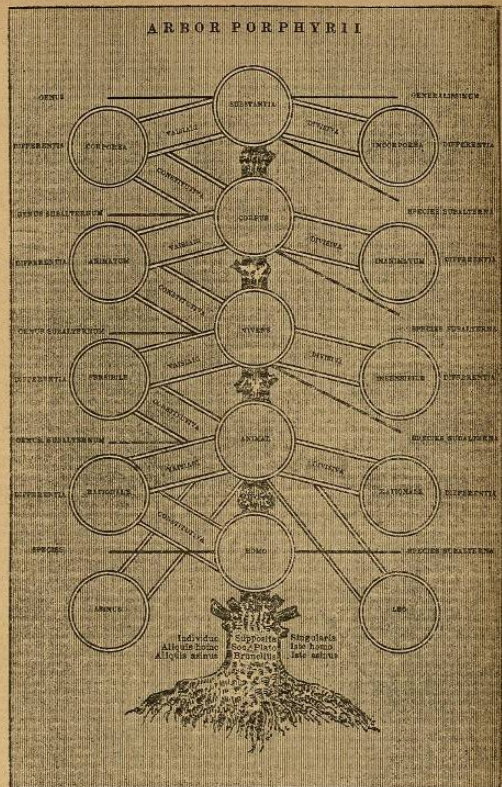 ARBOR PORPHYRII
GENUS SUBSTANTIA GENERALISSIMUM
DIFFERENTIA CORPOREA DIVISIVA INCORPOREA DIFFERENTIA
CONSTITUTIVA
GENUS SUBALTERNUM CORPUS SPECIES SUBALTERNA
DIFFERENTIA ANIMATUM DIVISIVA INANIMATUM DIFFERENTIA
CONSTITUTIVA
GENUS SUBALTERNUM VIVENS SPECIES SUBALTERNA
DIFFERENTIA SENSIBILE DIVISIVA INSENSIBILE DIFFERENTIA
CONSTITUTIVA
GENUS SUBALTERNUM ANIMAL SPECIES SUBALTERNA
DIFFERENTIA RATIONALE DIVISIVA DIFFERENTIA
CONSTITUTIVA
SPECIES HOMO SPECIES SUBALTERNA
LEO
Individua Supposita Singularia
Aliquis homo Soc. Plato Iste homo
Aliquis asinus Brunellus Iste asinus